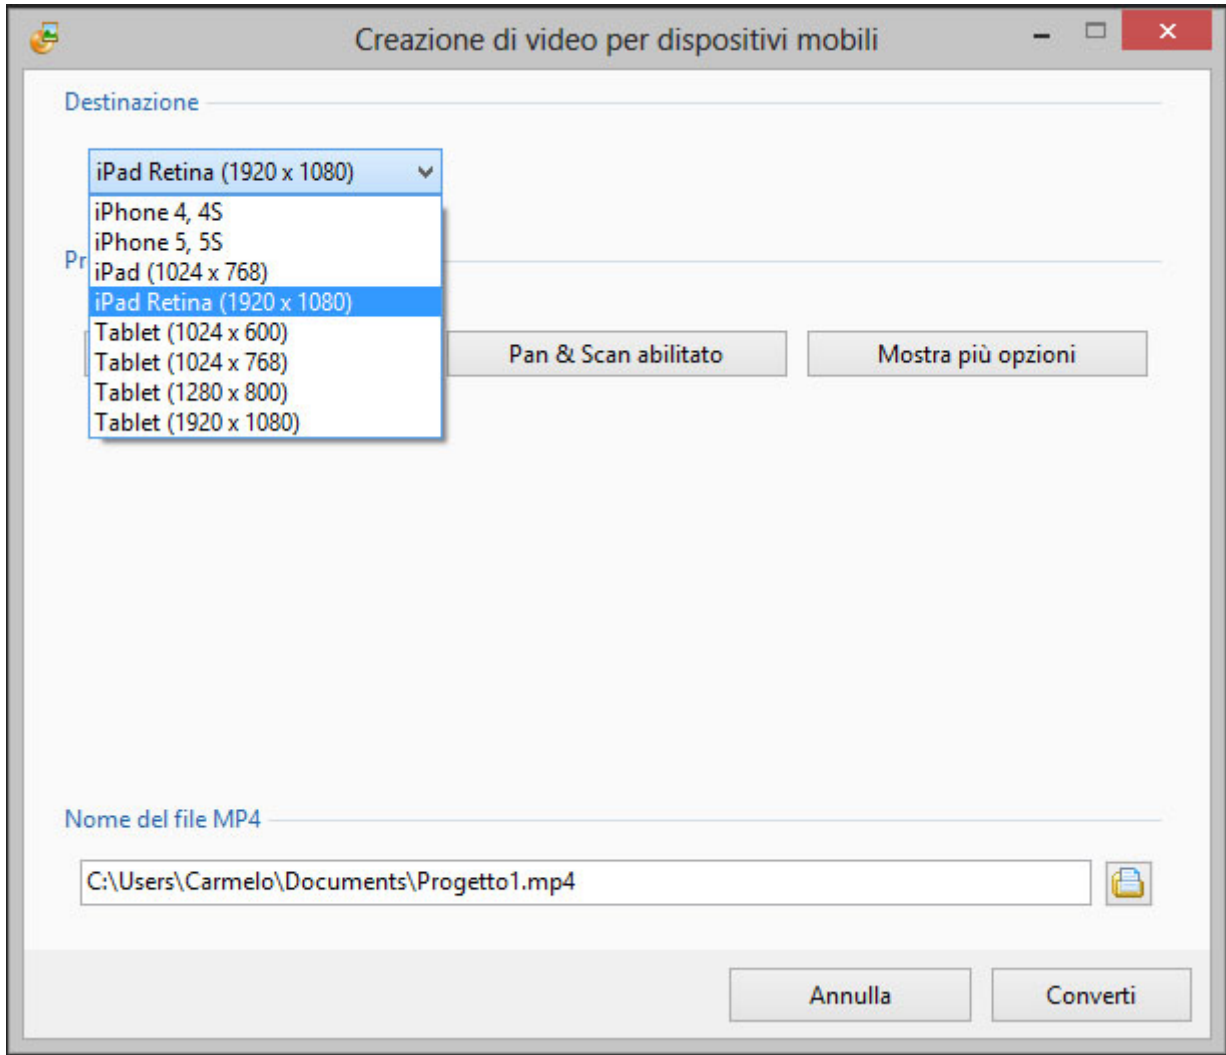 Creazione di video per dispositivi mobili
Destinazione
iPad Retina (1920 x 1080)
iPhone 4, 4S
iPhone 5, 5S
Pr
iPad (1024 x 768)
iPad Retina (1920 x 1080)
Tablet (1024 x 600)
Tablet (1024 x 768)
Tablet (1280 x 800)
Tablet (1920 x 1080)
Pan & Scan abilitato
Mostra più opzioni
Nome del file MP4
C:\Users\Carmelo\Documents\Progetto1.mp4
Annulla
Converti